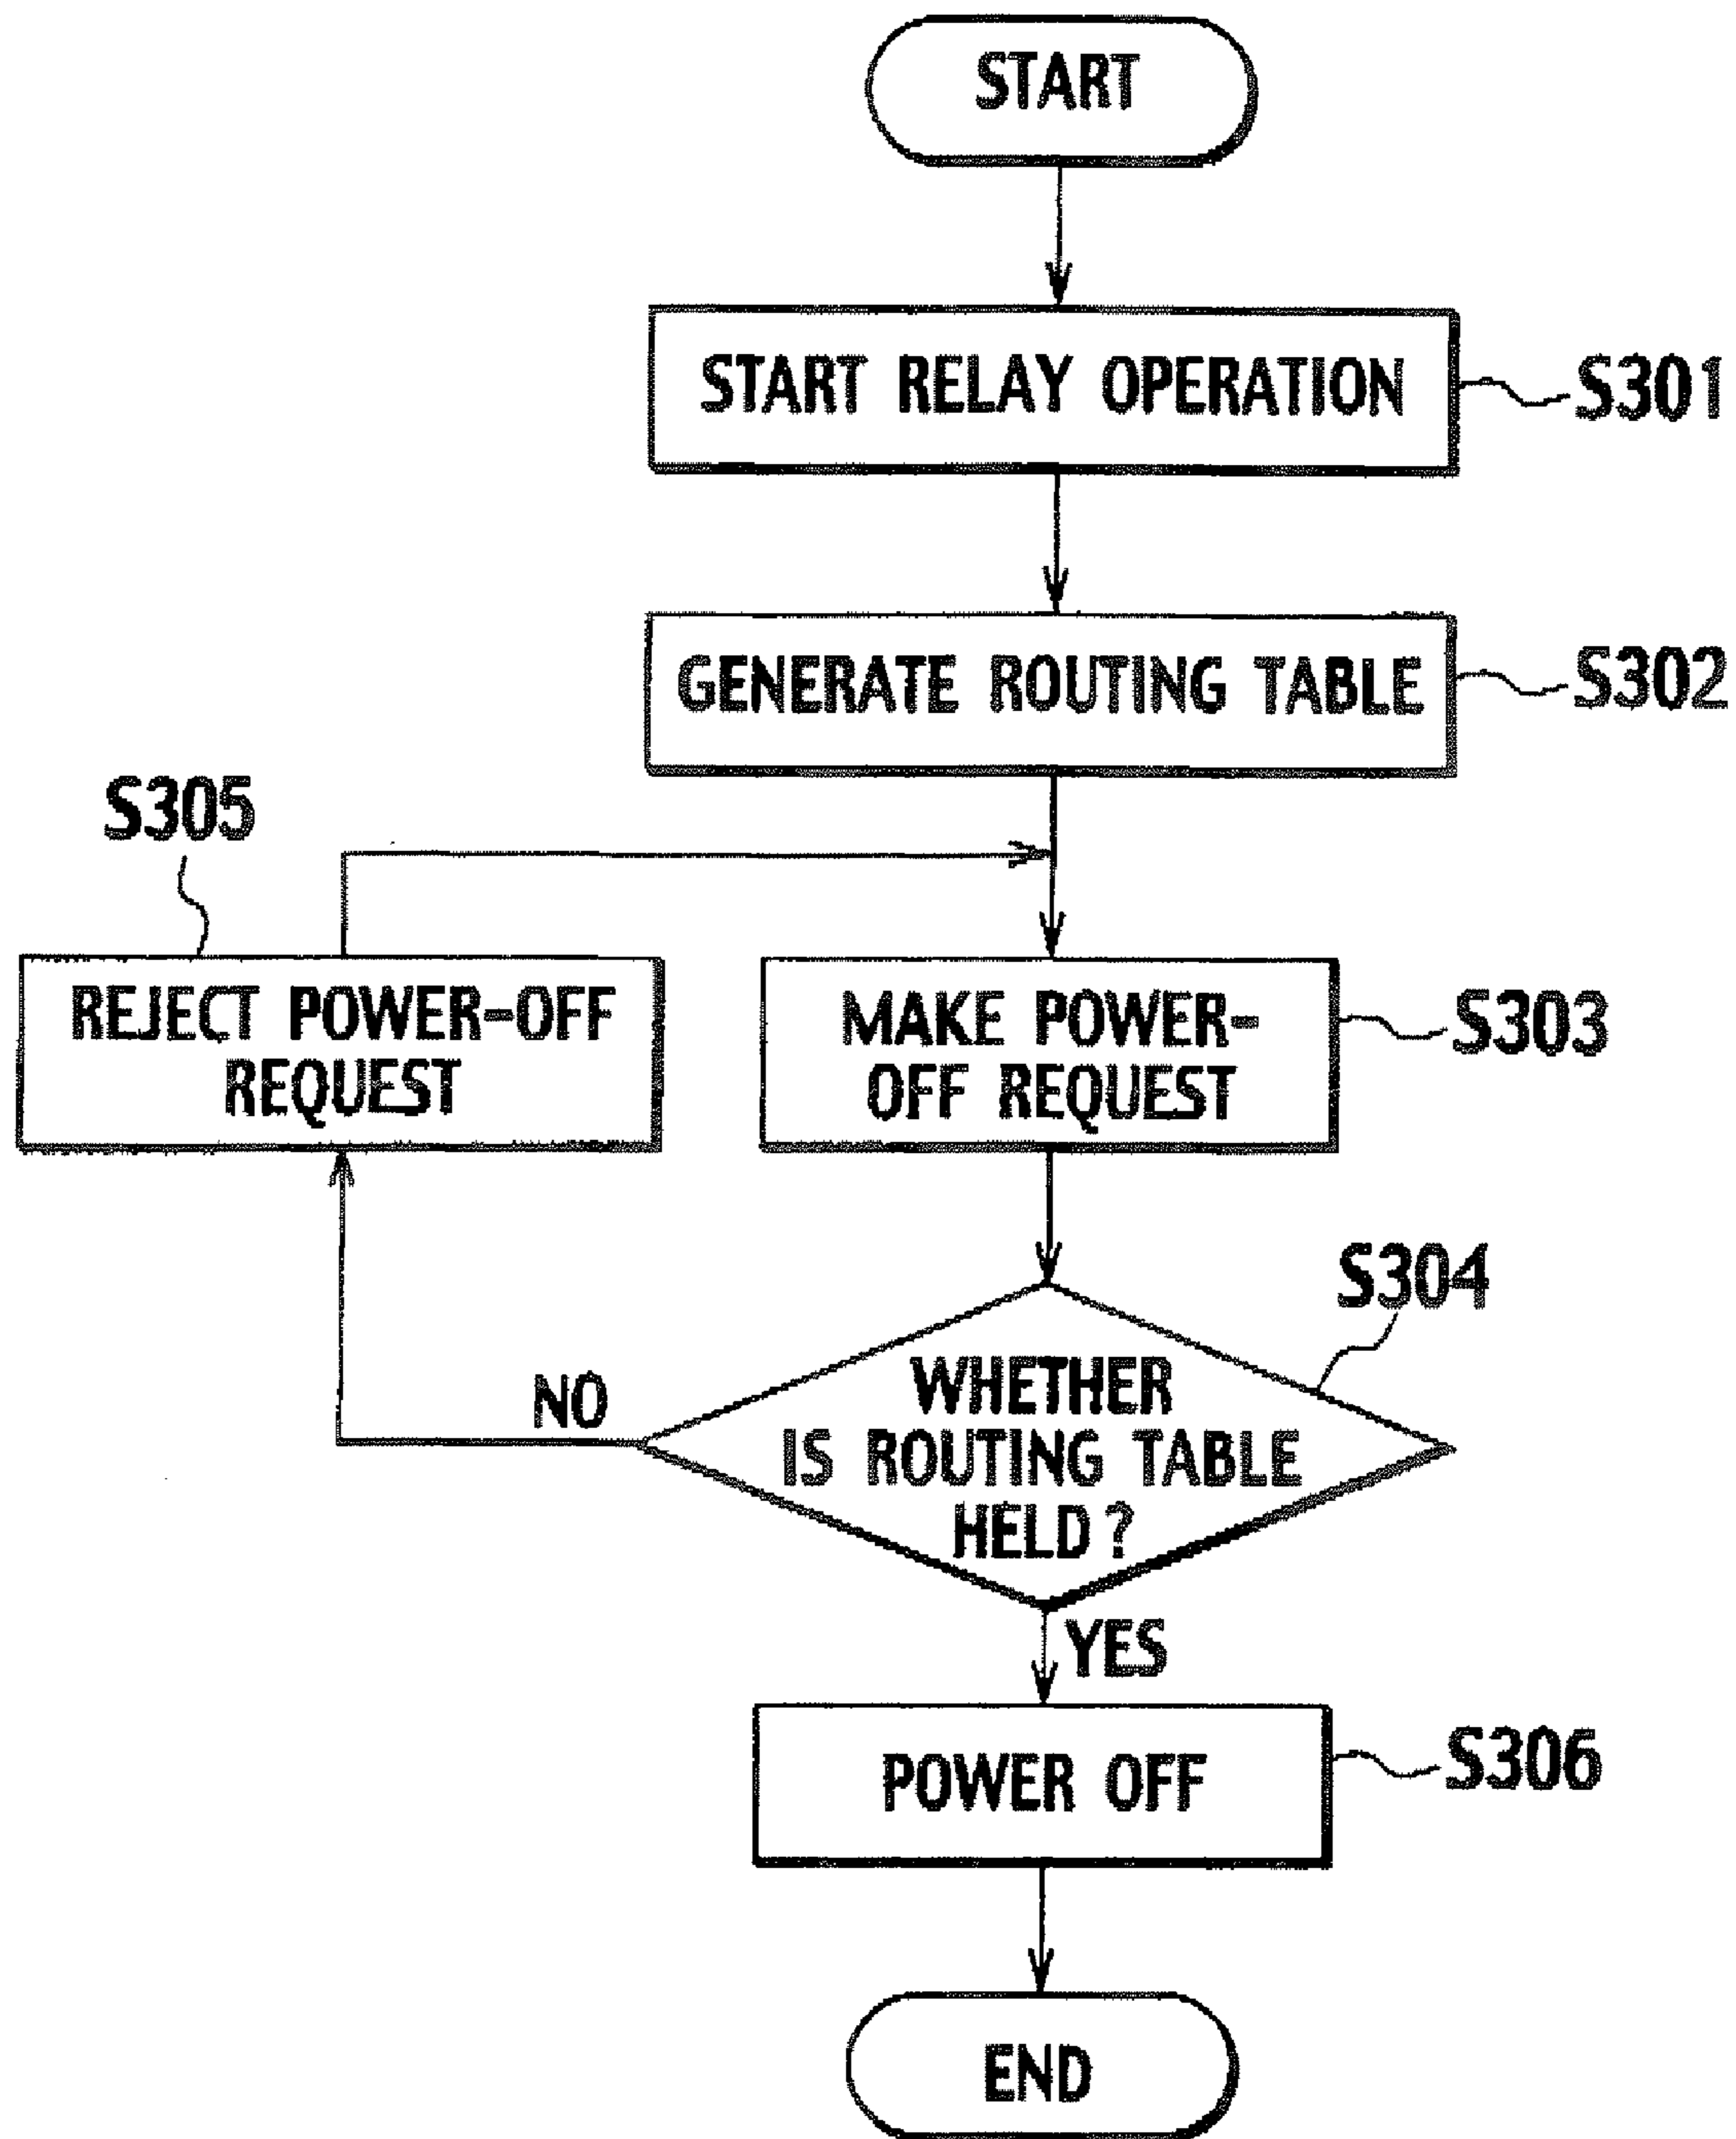 START
START RELAY OPERATION
S301
GENERATE ROUTING TABLE
S302
S305
REJECT POWER-OFF
REQUEST
MAKE POWER-
OFF REQUEST
S303
S304
WHETHER
IS ROUTING TABLE
HELD?
NO
YES
POWER OFF
S306
END